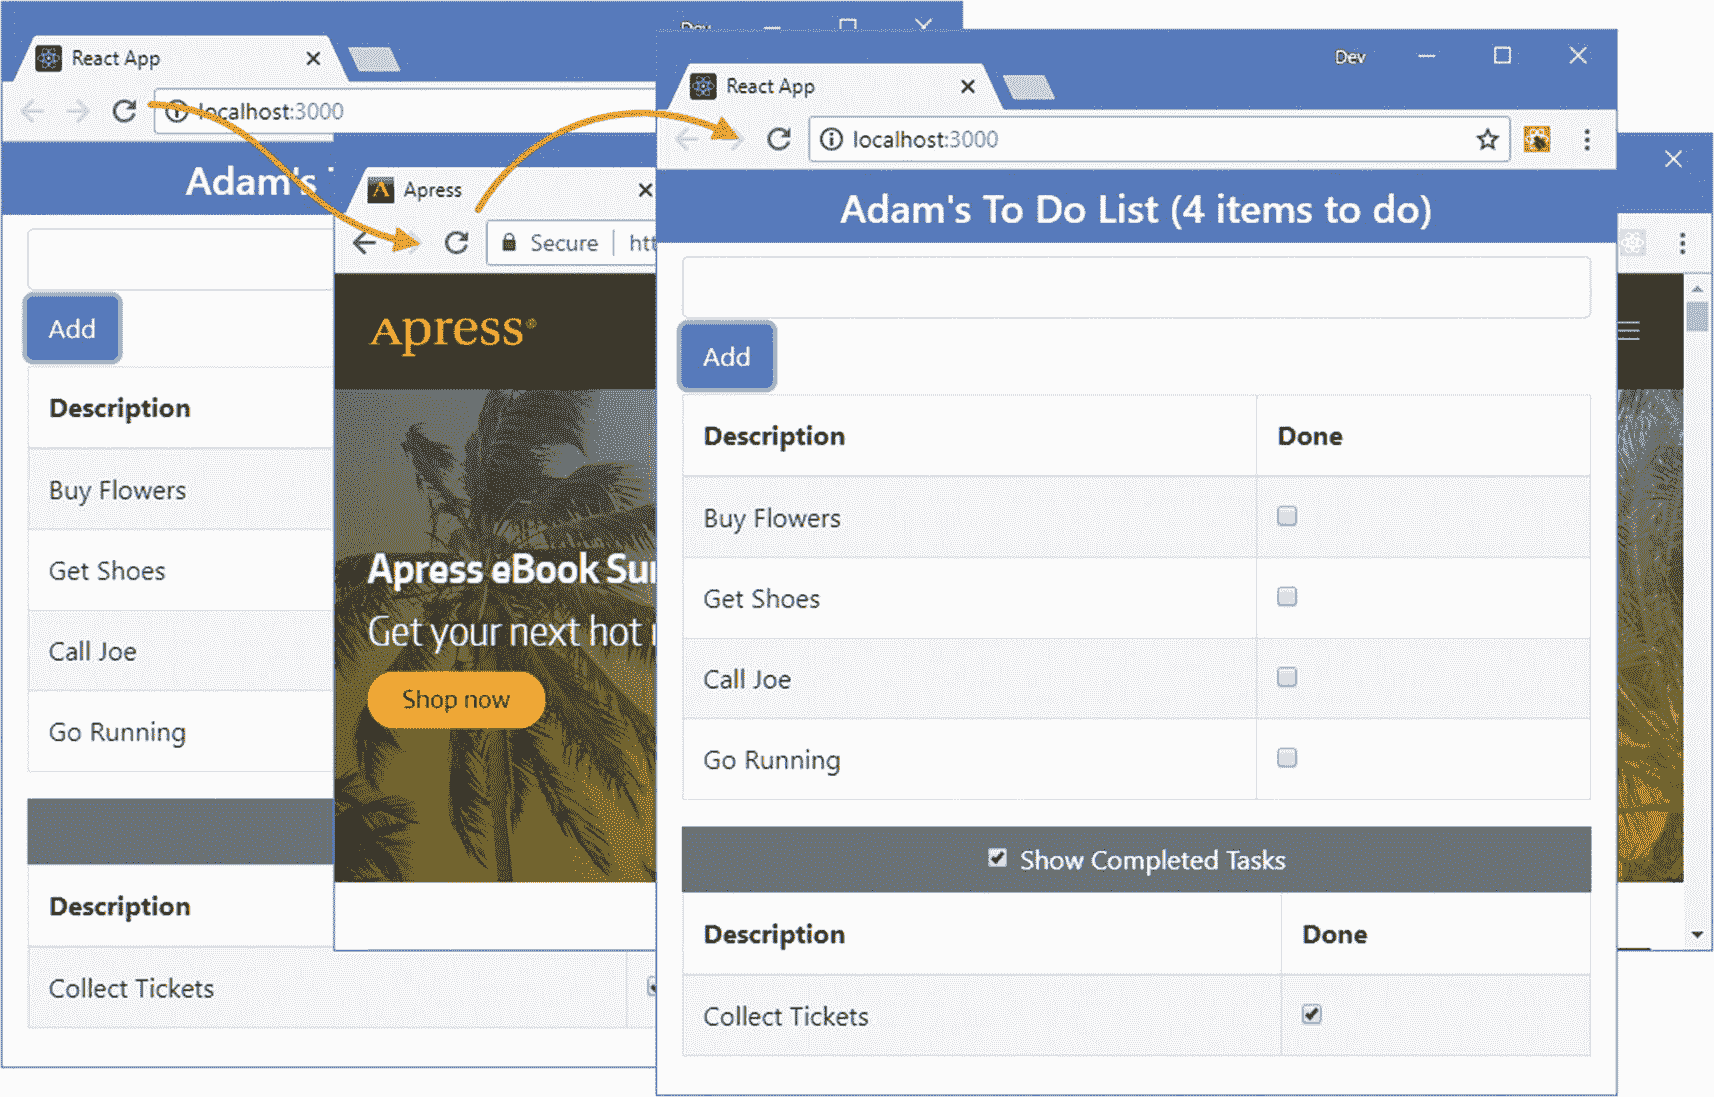 React App
localhost:3000
Adam's
Add
Description
Buy Flowers
Get Shoes
Call Joe
Go Running
Description
Collect Tickets
Apress
Secure
Apress®
Apress eBook
Get your next hot
Shop now
Dev
React App
localhost:3000
Adam's To Do List (4 items to do)
Add
Description Done
Buy Flowers
Get Shoes
Call Joe
Go Running
Show Completed Tasks
Description Done
Collect Tickets